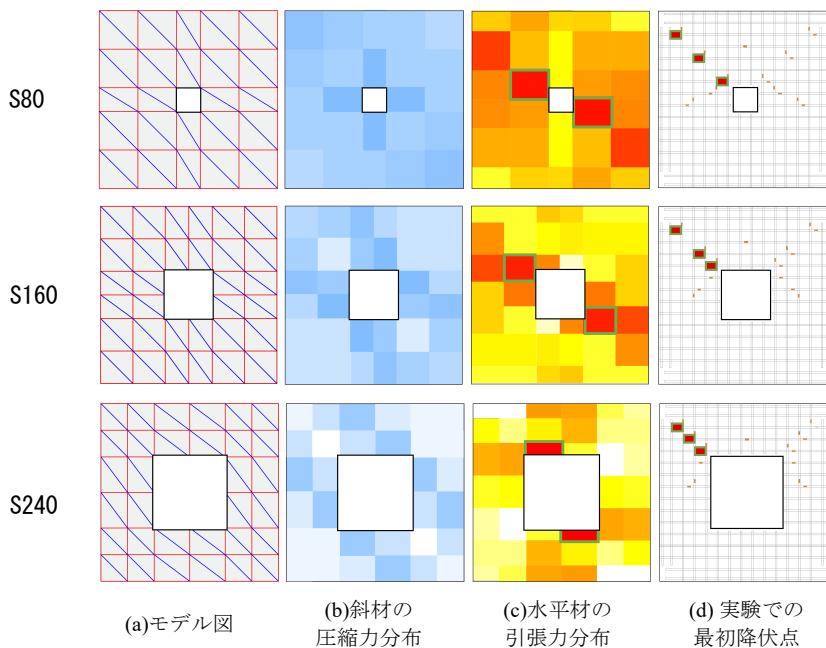 S80
S160
S240
(a)モデル図
(b)斜材の
圧縮力分布
(c)水平材の
引張力分布
(d) 実験での
最初降伏点